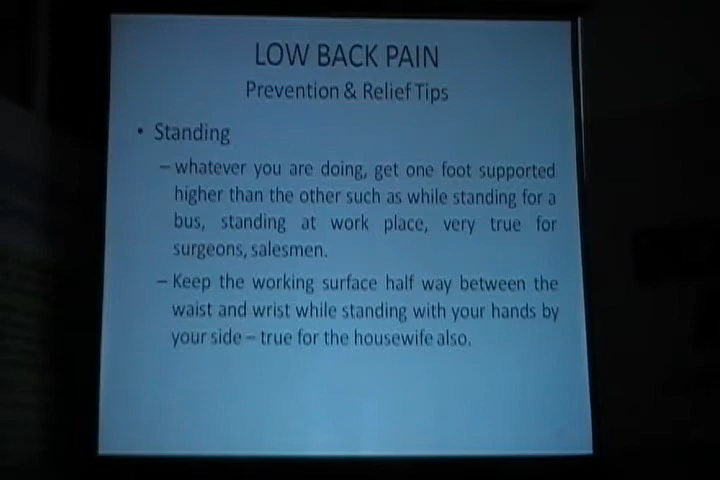 LOW BACK PAIN
Prevention & Relief Tips
• Standing
– whatever you are doing, get one foot supported
higher than the other such as while standing for a
bus, standing at work place, very true for
surgeons, salesmen.
– Keep the working surface half way between the
waist and wrist while standing with your hands by
your side – true for the housewife also.